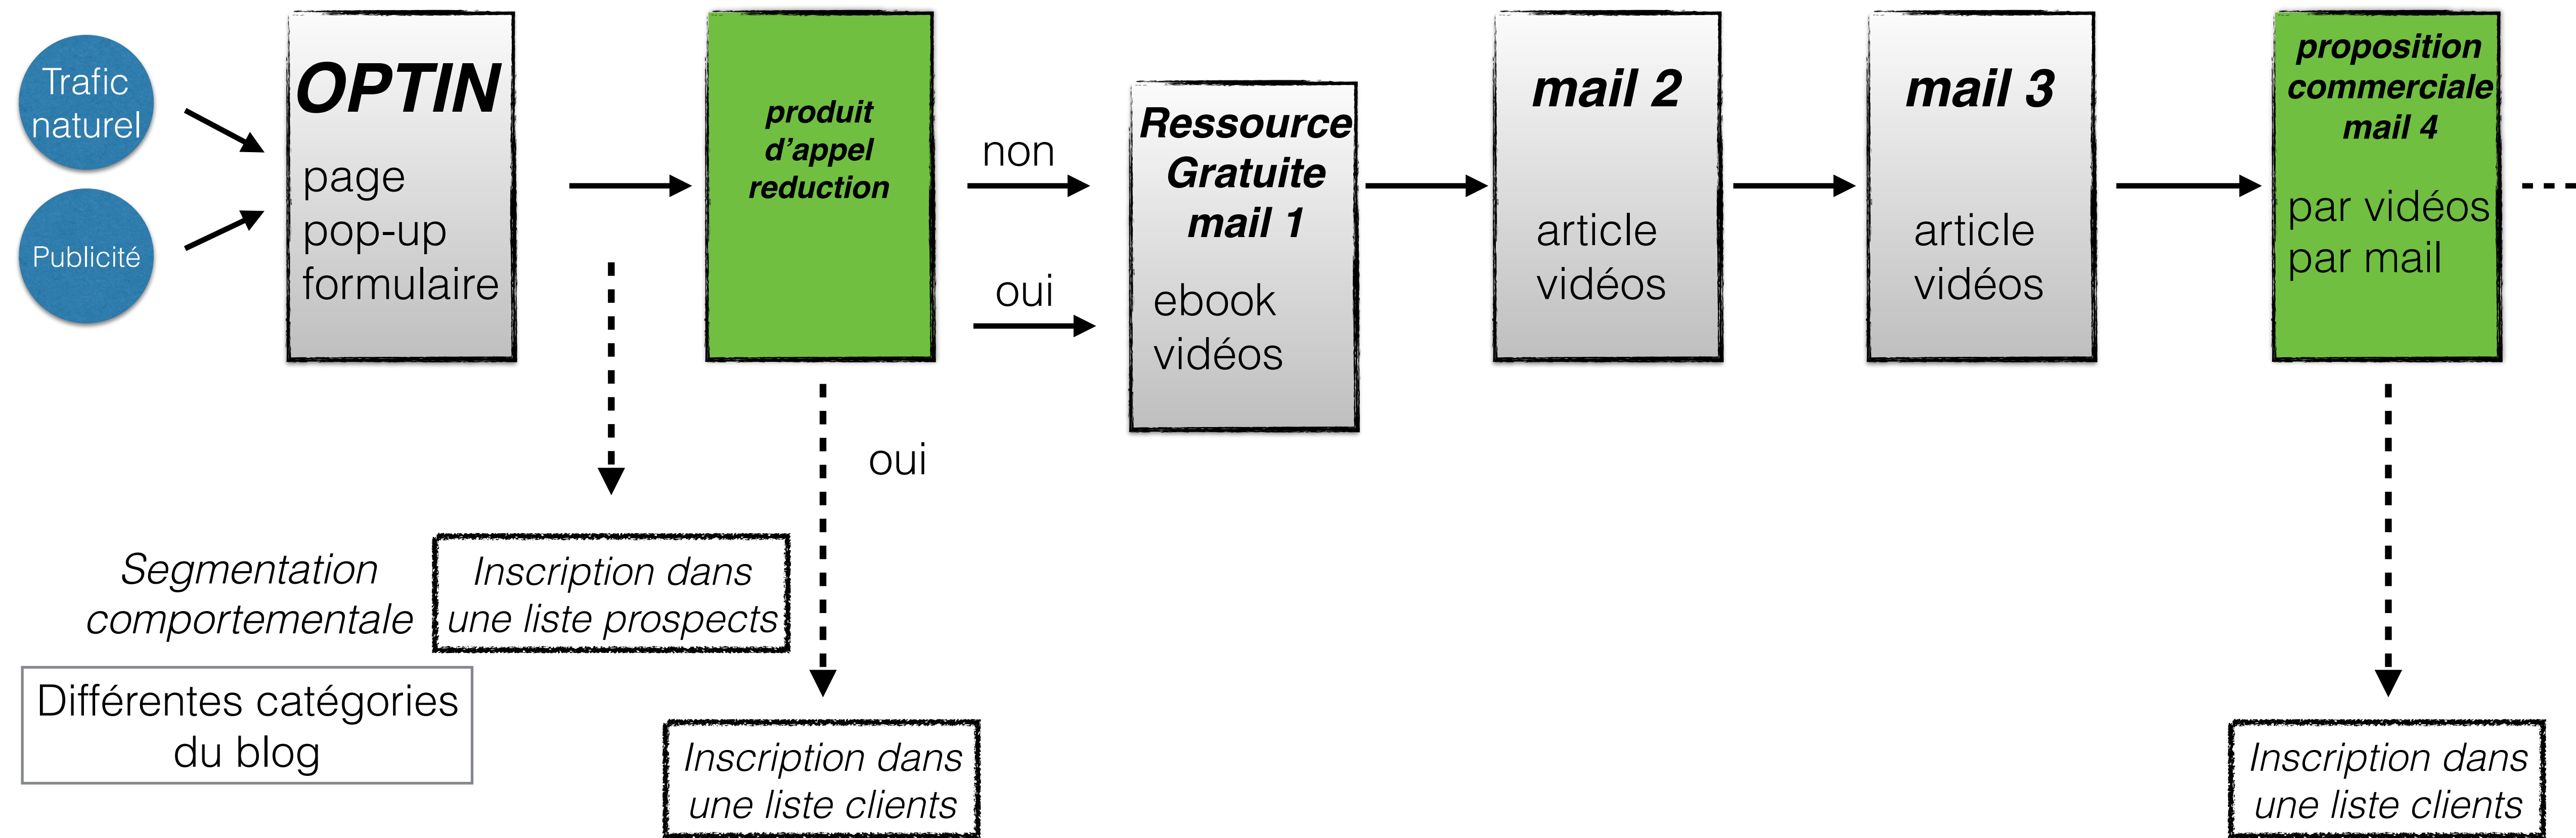 Trafic
naturel
Publicité
OPTIN
page
pop-up
formulaire
produit
d’appel
reduction
non
oui
oui
Ressource
Gratuite
mail 1
ebook
vidéos
mail 2
article
vidéos
mail 3
article
vidéos
proposition
commerciale
mail 4
par vidéos
par mail
Segmentation
comportementale
Inscription dans
une liste prospects
Différentes catégories
du blog
Inscription dans
une liste clients
Inscription dans
une liste clients